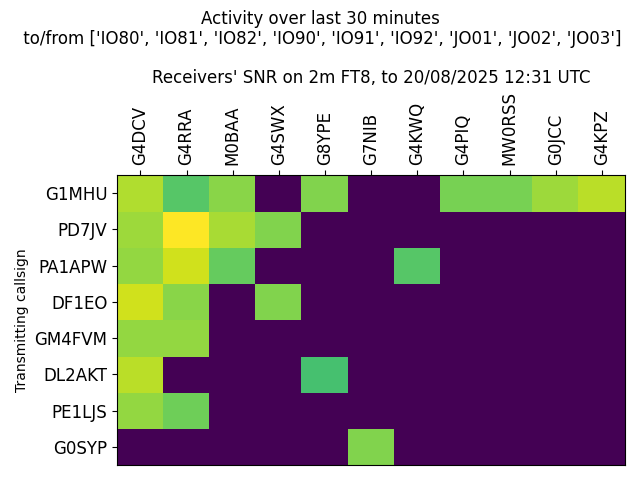 Activity over last 30 minutes
to/from ['IO80', 'IO81', 'IO82', 'IO90', 'IO91', 'IO92', 'JO01', 'JO02', 'JO03']
Receivers' SNR on 2m FT8, to 20/08/2025 12:31 UTC
G4DCV
G4RRA
M0BAA
G4SWX
G8YPE
G7NIB
G4KWQ
G4PIQ
MW0RSS
G0JCC
G4KPZ
Transmitting callsign
G1MHU
PD7JV
PA1APW
DF1EO
GM4FVM
DL2AKT
PE1LJS
G0SYP